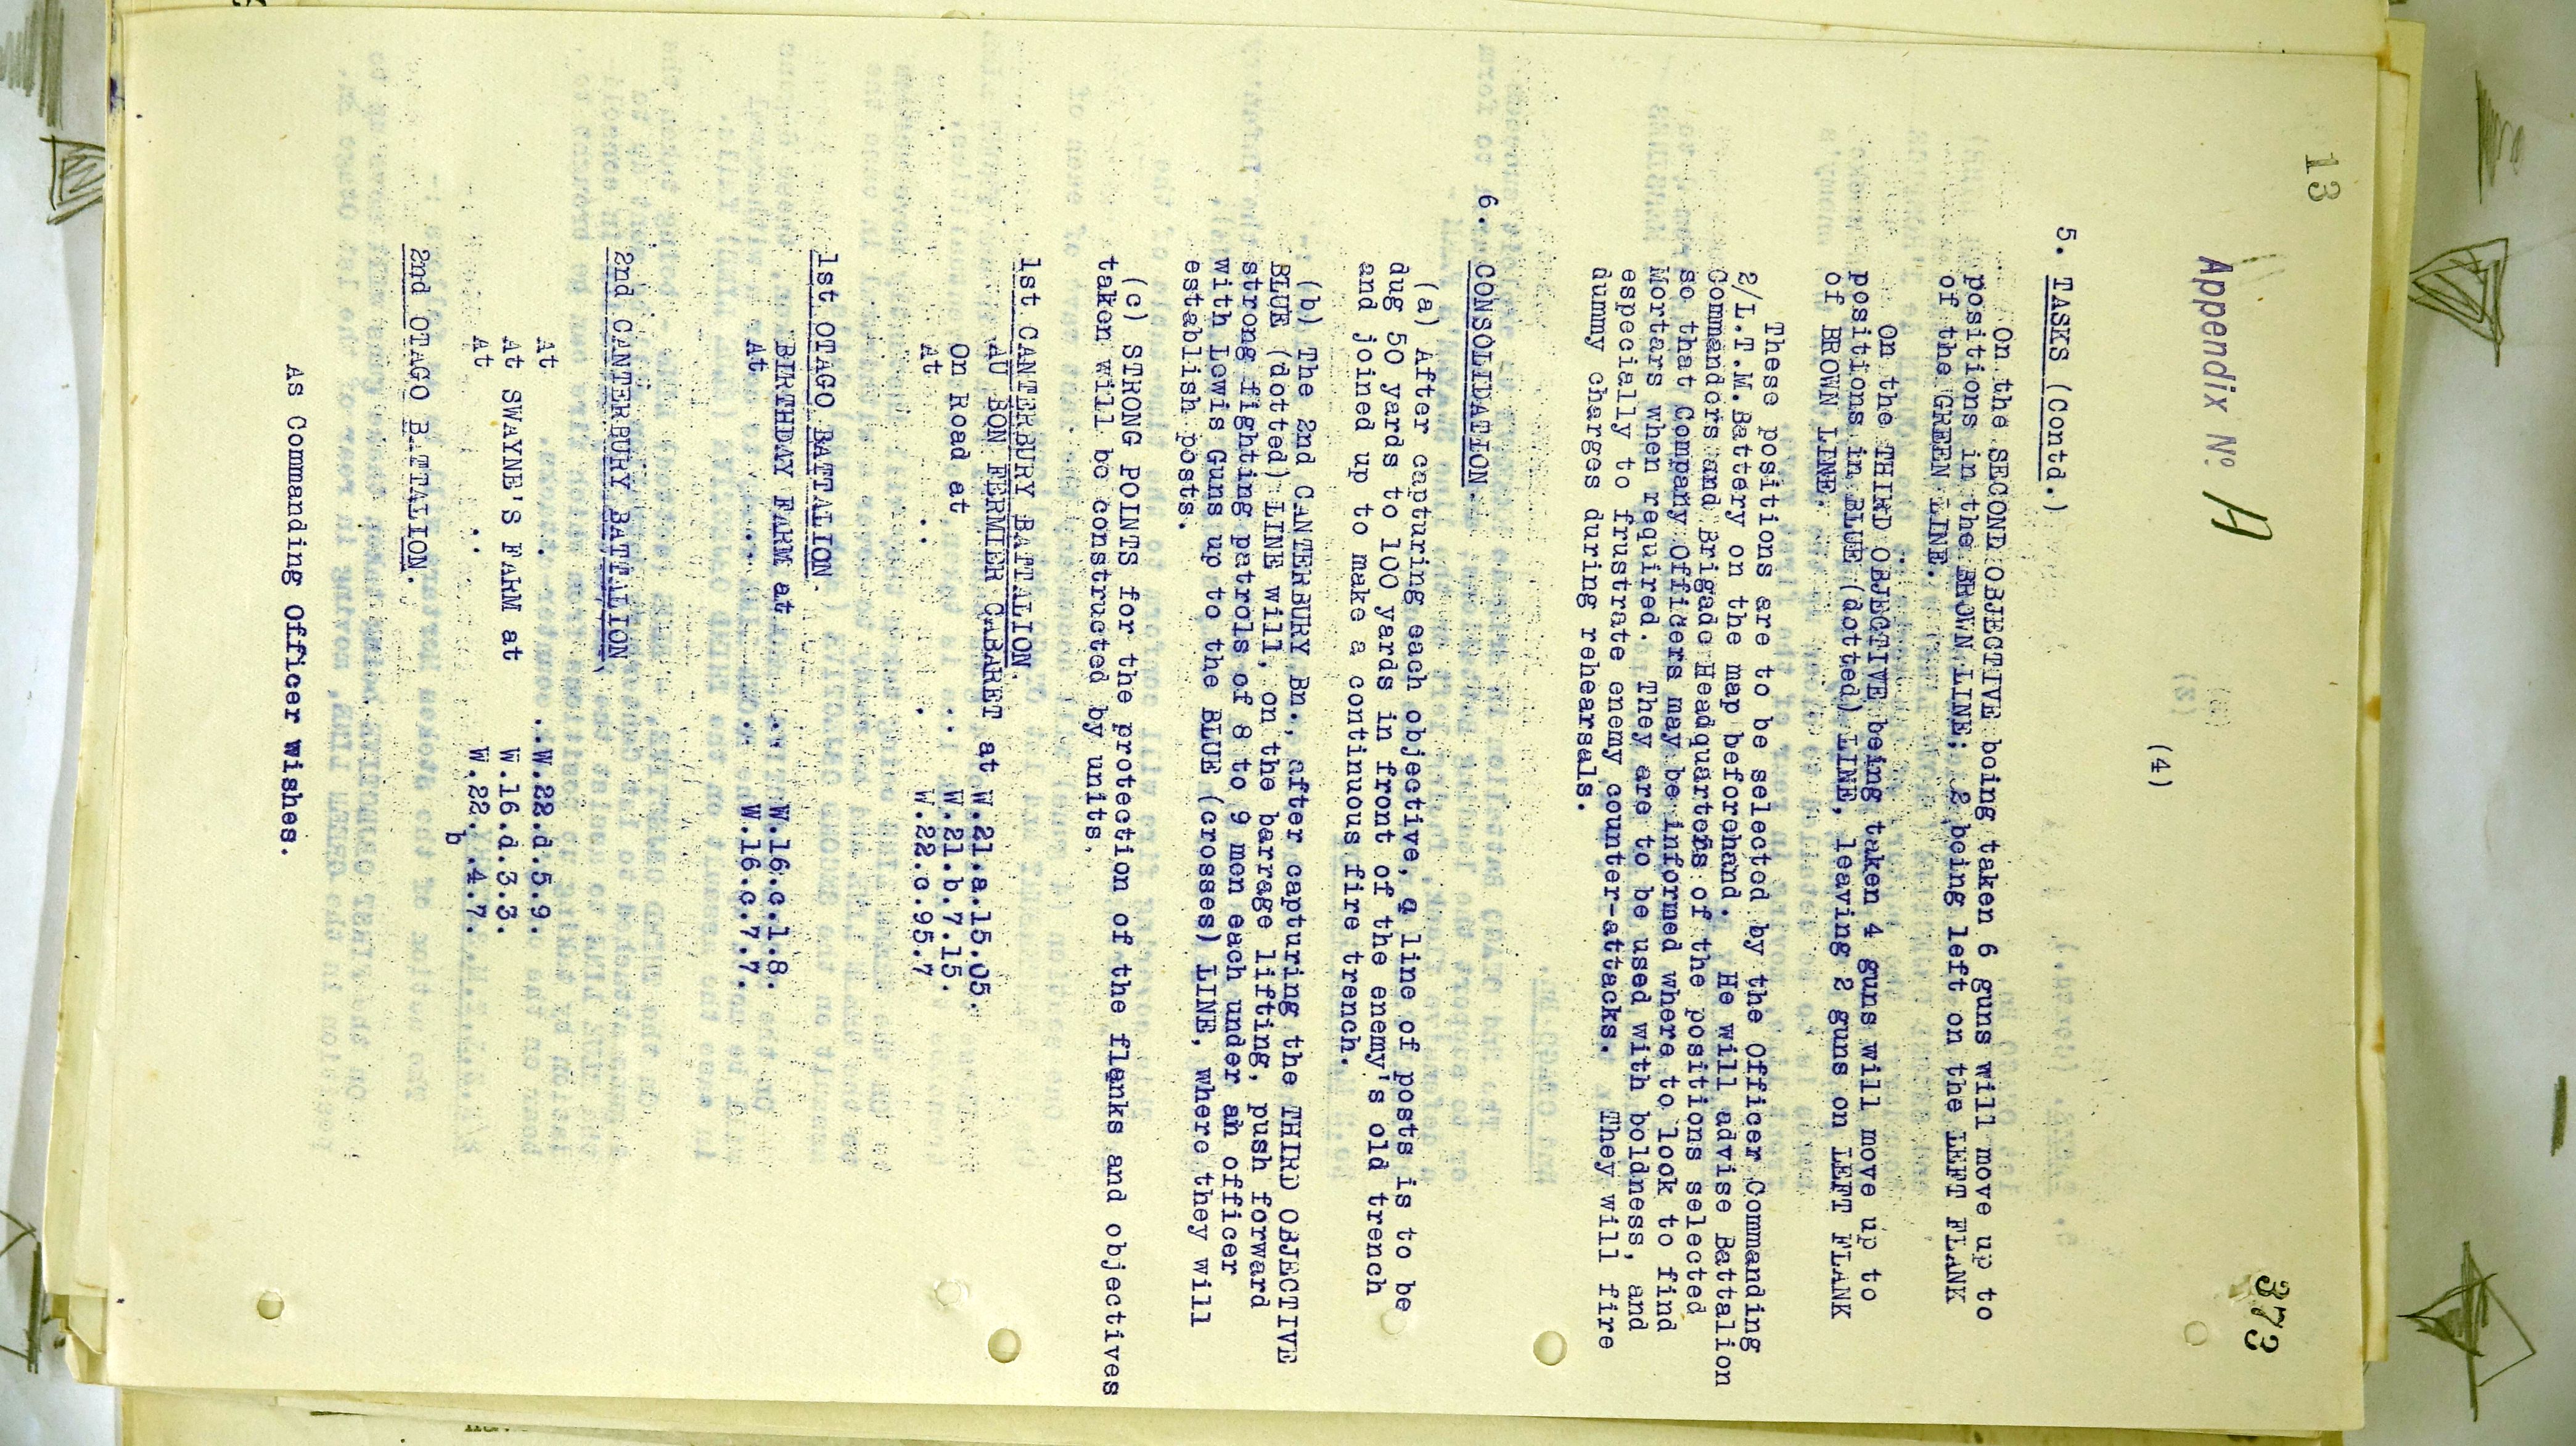 13
373
Appendix No H
(4)
5. TASKS (Contd.)
On the SECOND OBJECTIVE being taken 6 guns will move up to
positions in the BROWN LINE; 2 being left on the LEFT FLANK
of the GREEN LINE.
On the THIRD OBJECTIVE being taken 4 guns will move up to
positions in BLUE (dotted) LINE, leaving 2 guns on LEFT FLANK
of BROWN LINE.
These positions are to be selected by the Officer Commanding
2/L.T.M.Battery on the map beforehand. He will advise Battalion
Commanders and Brigade Headquarters of the positions selected
so that Company Officers may be informed where to look to find
Mortars when required. They are to be used with boldness, and
especially to frustrate enemy counter-attacks. They will fire
dummy charges during rehearsals.
6. CONSOLIDATION.
(a) After capturing each objective, a line of posts is to be
dug 50 yards to 100 yards in front of the enemy's old trench
and joined up to make a continuous fire trench.
(b) The 2nd CANTERBURY Bn., after capturing the THIRD OBJECTIVE
BLUE (dotted) LINE will, on the barrage lifting, push forward
strong fighting patrols of 8 to 9 men each under an officer
with Lewis Guns up to the BLUE (crosses) LINE, where they will
establish posts.
(c) STRONG POINTS for the protection of the flanks and objectives
taken will be constructed by units.
1st CANTERBURY BATTALION.
AU BON FERMIER CABARET at W.21.a.15.05.
On Road at .. W.21.b.7.15.
At .. . W.22.c.95.7
1st OTAGO BATTALION.
BIRTHDAY FARM at ... W.16.c.1.8.
At ... .. W.16.c.7.7.
2nd CANTERBURY BATTALION
At . ..W.22.d.5.9.
At SWAYNE'S FARM at W.16.d.3.3.
At .. W.22.b.4.7.
2nd OTAGO BATTALION.
As Commanding Officer wishes.